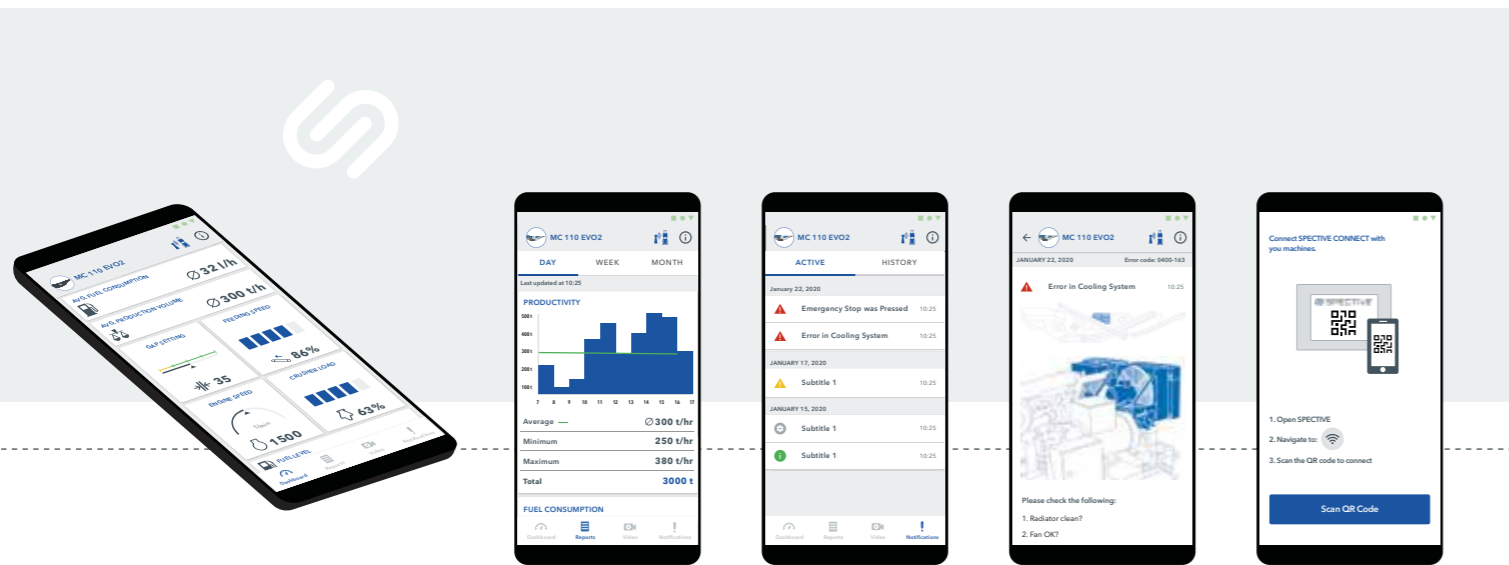 MC 110 EVO2
AVG. FUEL CONSUMPTION
∅ 32 l/h
AVG. PRODUCTION VOLUME
∅ 300 t/h
GAP SETTING
35
FEEDING SPEED
86%
ENGINE SPEED
1500
CRUSHER LOAD
63%
FUEL LEVEL
Dashboard
Reports
Video
Notifications
MC 110 EVO2
DAY WEEK MONTH
Last updated at 10:25
PRODUCTIVITY
500t
400t
300t
200t
100t
7 8 9 10 11 12 13 14 15 16 17
Average ∅ 300 t/hr
Minimum 250 t/hr
Maximum 380 t/hr
Total 3000 t
FUEL CONSUMPTION
Dashboard Reports Video Notifications
MC 110 EVO2
ACTIVE HISTORY
January 22, 2020
Emergency Stop was Pressed 10:25
Error in Cooling System 10:25
JANUARY 17, 2020
Subtitle 1 10:25
JANUARY 15, 2020
Subtitle 1 10:25
Subtitle 1 10:25
Dashboard Reports Video Notifications
MC 110 EVO2
JANUARY 22, 2020 Error code: 0400-163
Error in Cooling System 10:25
Please check the following:
1. Radiator clean?
2. Fan OK?
Connect SPECTIVE CONNECT with
you machines.
SPECTIVE
1. Open SPECTIVE
2. Navigate to:
3. Scan the QR code to connect
Scan QR Code